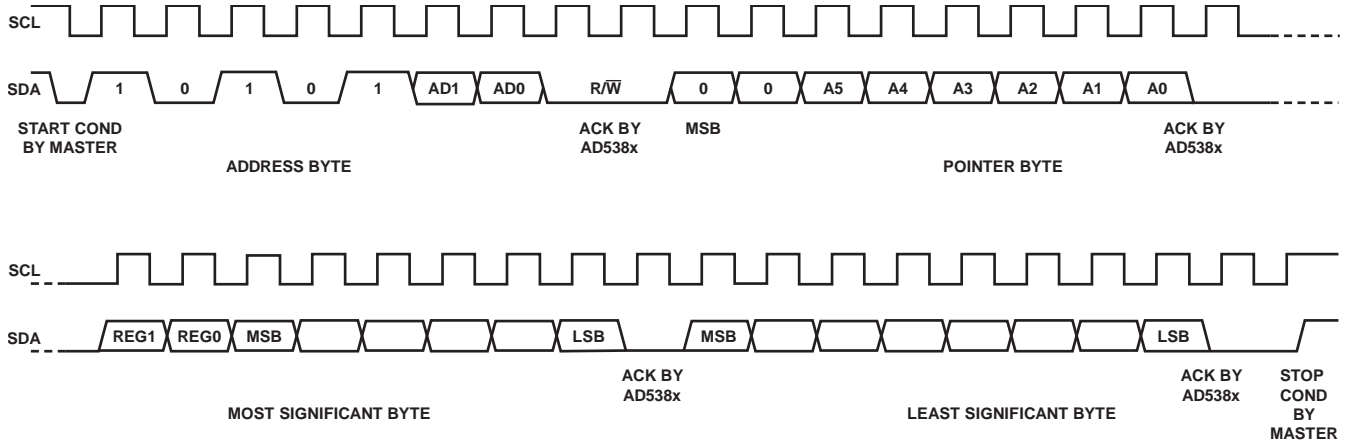 SCL
SDA 1 0 1 0 1 AD1 AD0 R/W̅ 0 0 A5 A4 A3 A2 A1 A0
START COND ACK BY MSB ACK BY
BY MASTER AD538x AD538x
ADDRESS BYTE POINTER BYTE
SCL
SDA REG1 REG0 MSB LSB MSB LSB
ACK BY ACK BY STOP
AD538x AD538x COND
MOST SIGNIFICANT BYTE LEAST SIGNIFICANT BYTE BY
MASTER